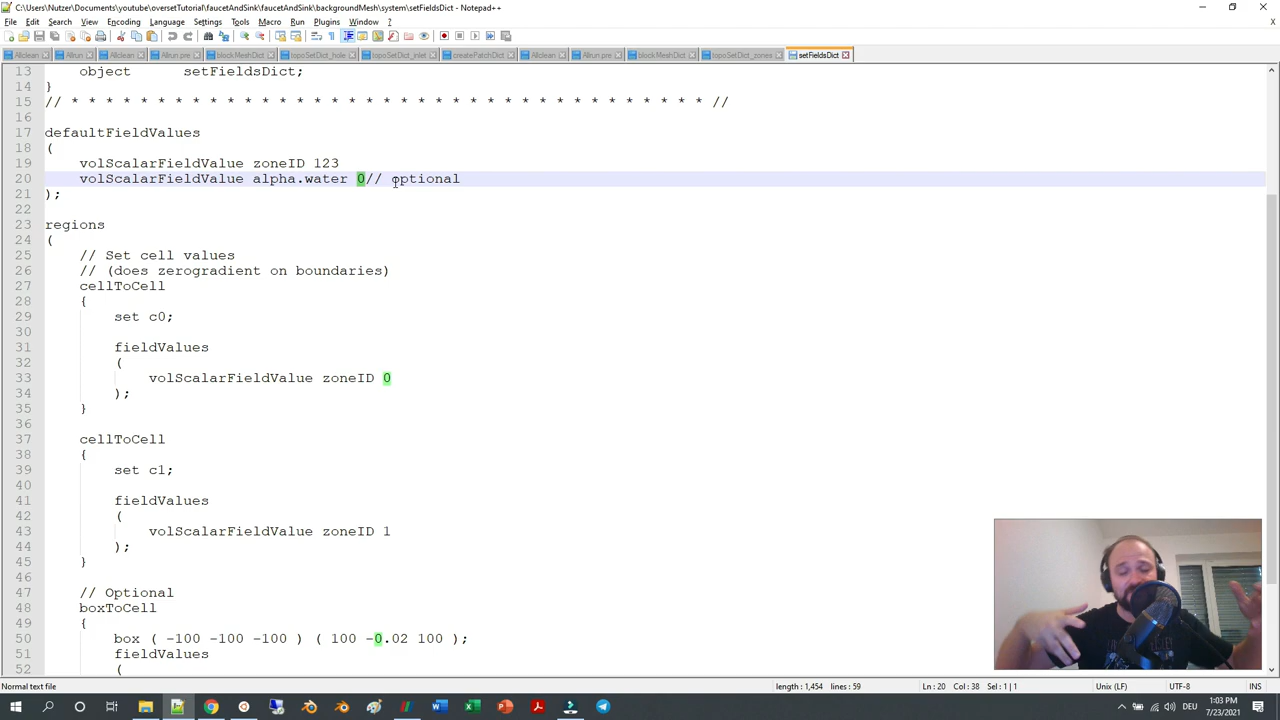 C:\Users\Nutzer\Documents\youtube\oversetTutorial\faucetAndSink\faucetAndSink\backgroundMesh\system\setFieldsDict - Notepad++
File Edit Search View Encoding Language Settings Tools Macro Run Plugins Window ?
Allclean Allrun Allclean Allrun.pre blockMeshDict topoSetDict_hole topoSetDict_inlet createPatchDict Allclean Allrun.pre blockMeshDict topoSetDict_zones setFieldsDict
13 object setFieldsDict;
14 }
15 // * * * * * * * * * * * * * * * * * * * * * * * * * * * * * * * * * * * * * //
16
17 defaultFieldValues
18 (
19 volScalarFieldValue zoneID 123
20 volScalarFieldValue alpha.water 0// optional
21 );
22
23 regions
24 (
25 // Set cell values
26 // (does zerogradient on boundaries)
27 cellToCell
28 {
29 set c0;
30
31 fieldValues
32 (
33 volScalarFieldValue zoneID 0
34 );
35 }
36
37 cellToCell
38 {
39 set c1;
40
41 fieldValues
42 (
43 volScalarFieldValue zoneID 1
44 );
45 }
46
47 // Optional
48 boxToCell
49 {
50 box ( -100 -100 -100 ) ( 100 -0.02 100 );
51 fieldValues
52 (
Normal text file length : 1,454 lines : 59 Ln : 20 Col : 38 Sel : 1 | 1 Unix (LF) UTF-8 INS
DEU 1:03 PM
7/23/2021